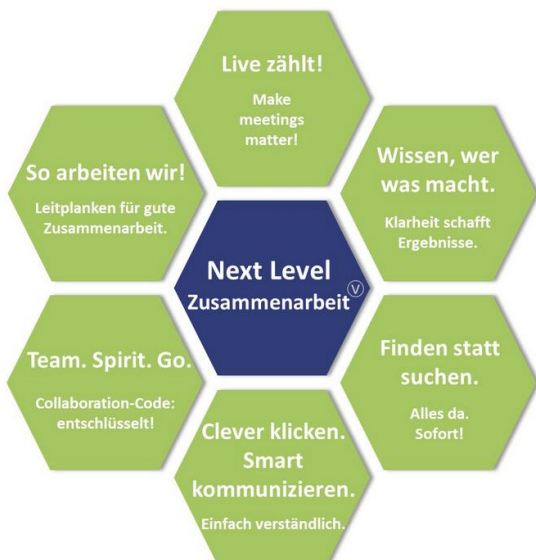 Live zählt!
Make
meetings
matter!
Wissen, wer
was macht.
Klarheit schafft
Ergebnisse.
Finden statt
suchen.
Alles da.
Sofort!
Clever klicken.
Smart
kommunizieren.
Einfach verständlich.
Team. Spirit. Go.
Collaboration-Code:
entschlüsselt!
So arbeiten wir!
Leitplanken für gute
Zusammenarbeit.
Next Level
Zusammenarbeit Ⓥ